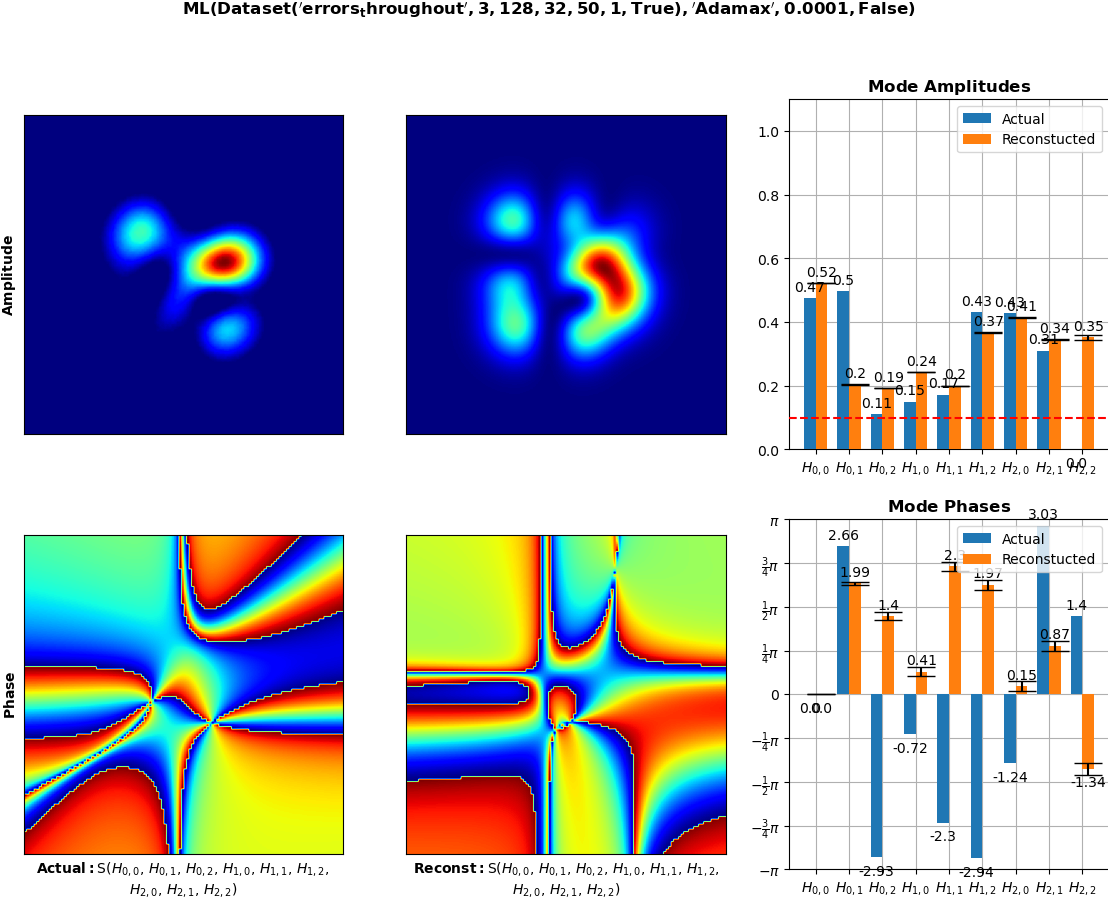 ML(Dataset('errors_throughout', 3, 128, 32, 50, 1, True), 'Adamax', 0.0001, False)
Mode Amplitudes
Actual
Reconstucted
1.0
0.8
0.6
0.4
0.2
0.0
0.47
0.52
0.5
0.2
0.11
0.19
0.15
0.24
0.17
0.2
0.43
0.37
0.43
0.41
0.31
0.34
0.0
0.35
H0,0 H0,1 H0,2 H1,0 H1,1 H1,2 H2,0 H2,1 H2,2
Amplitude
Mode Phases
Actual
Reconstucted
π
3/4π
1/2π
1/4π
0
−1/4π
−1/2π
−3/4π
−π
0.0
0.0
2.66
1.99
-2.93
1.4
-0.72
0.41
-2.3
2.3
-2.94
1.97
-1.24
0.15
3.03
0.87
1.4
-1.34
H0,0 H0,1 H0,2 H1,0 H1,1 H1,2 H2,0 H2,1 H2,2
Phase
Actual:S(H0,0, H0,1, H0,2, H1,0, H1,1, H1,2,
H2,0, H2,1, H2,2)
Reconst:S(H0,0, H0,1, H0,2, H1,0, H1,1, H1,2,
H2,0, H2,1, H2,2)